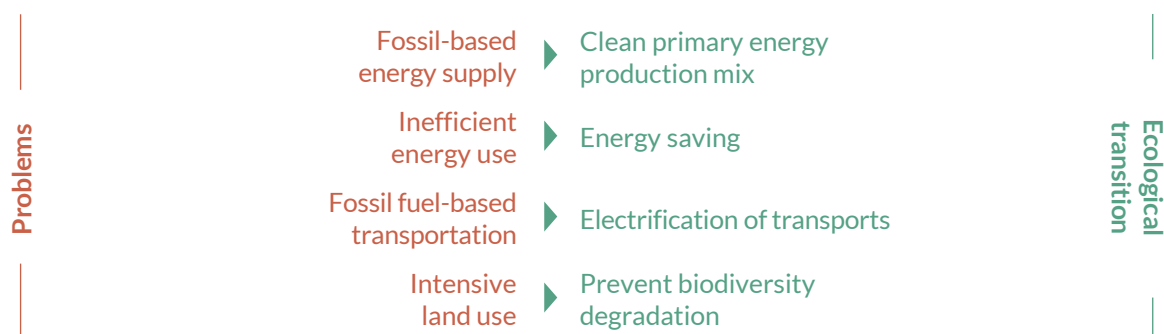 Problems
Fossil-based
energy supply
Clean primary energy
production mix
Inefficient
energy use
Energy saving
Fossil fuel-based
transportation
Electrification of transports
Intensive
land use
Prevent biodiversity
degradation
Ecological
transition